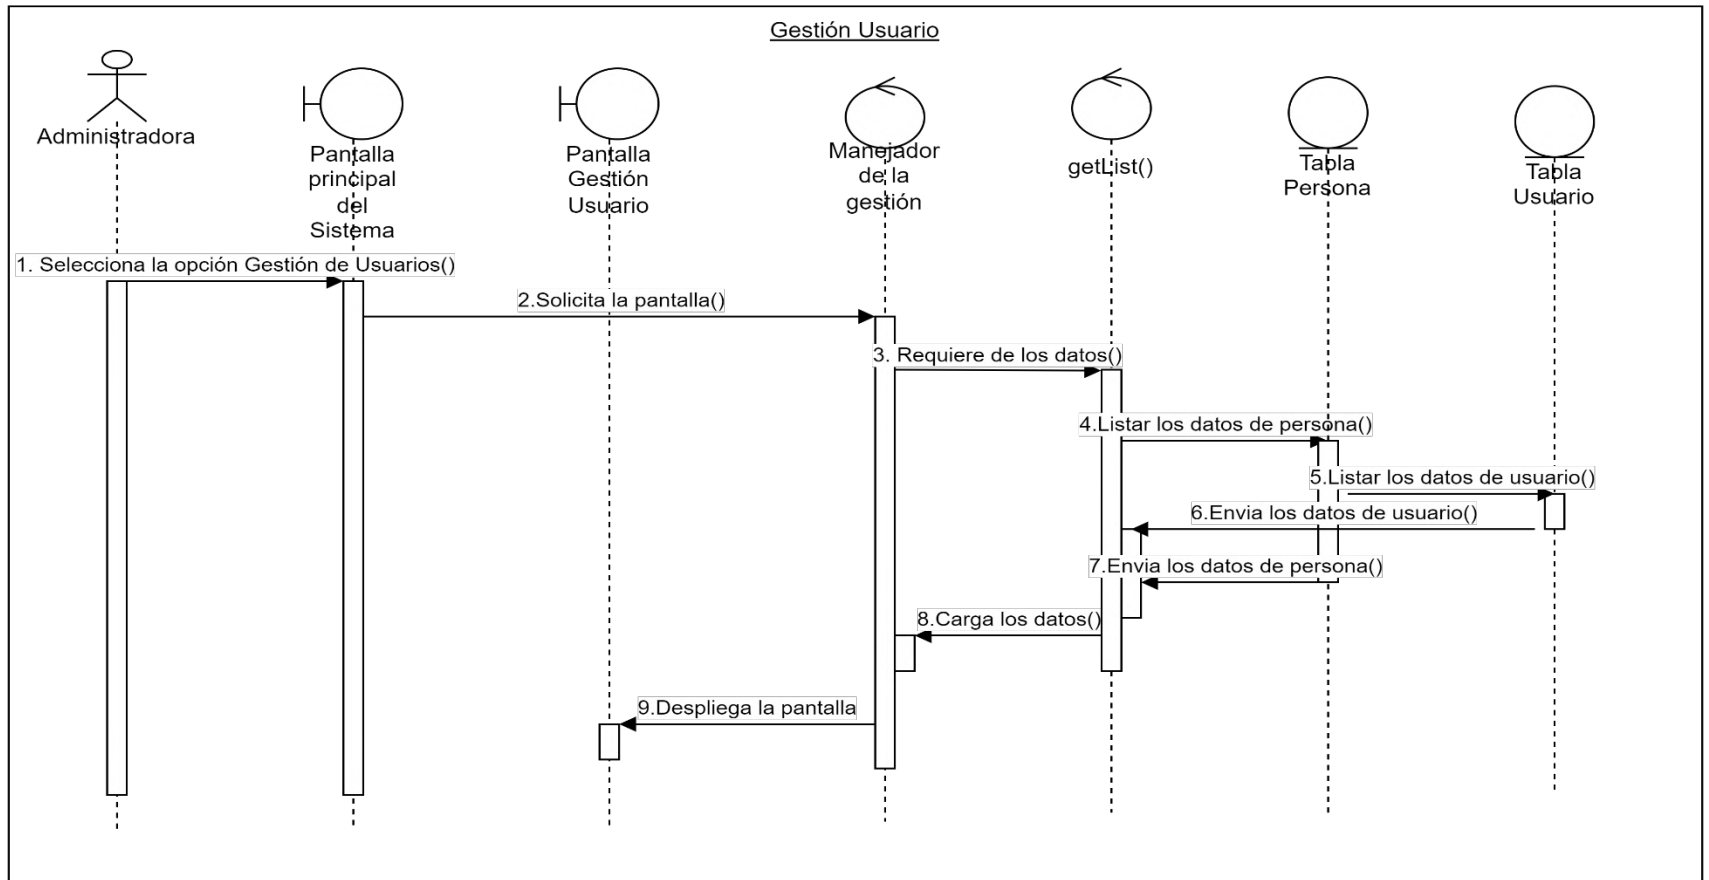 Gestión Usuario
Administradora
Pantalla
principal
del
Sistema
Pantalla
Gestión
Usuario
Manejador
de la
gestión
getList()
Tabla
Persona
Tabla
Usuario
1. Selecciona la opción Gestión de Usuarios()
2.Solicita la pantalla()
3. Requiere de los datos()
4.Listar los datos de persona()
5.Listar los datos de usuario()
6.Envia los datos de usuario()
7.Envia los datos de persona()
8.Carga los datos()
9.Despliega la pantalla